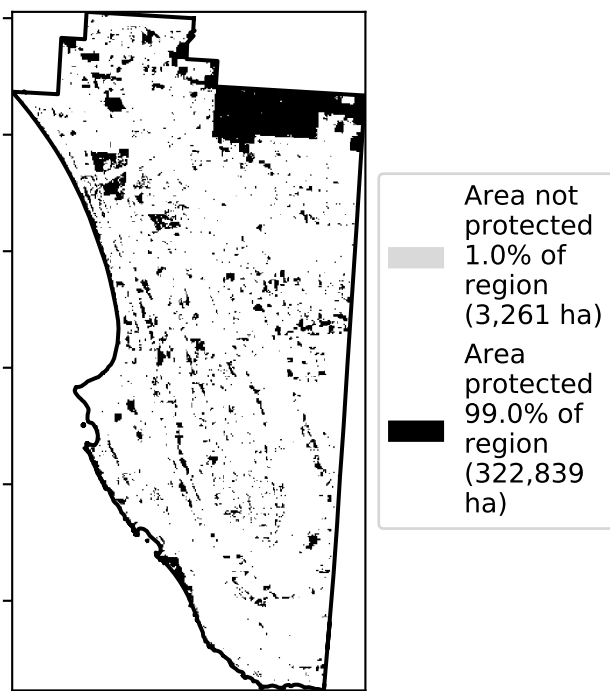 Area not
protected
1.0% of
region
(3,261 ha)
Area
protected
99.0% of
region
(322,839
ha)